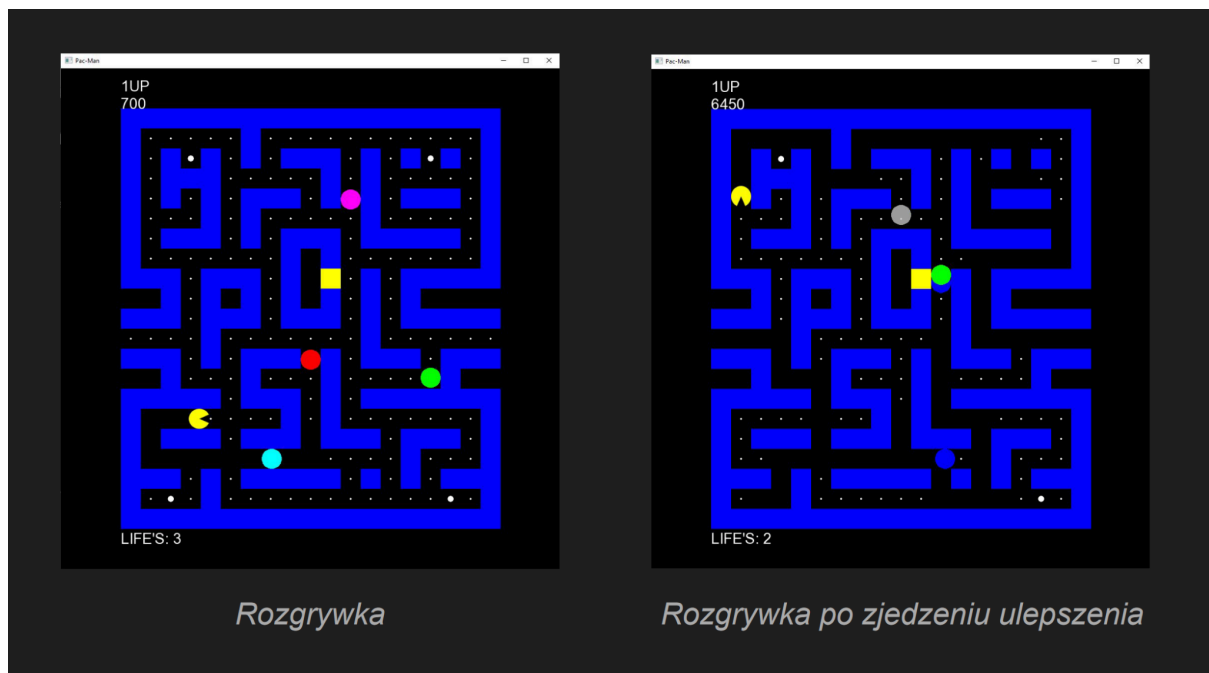 Pac-Man
1UP
700
LIFE'S: 3
Rozgrywka
Pac-Man
1UP
6450
LIFE'S: 2
Rozgrywka po zjedzeniu ulepszenia